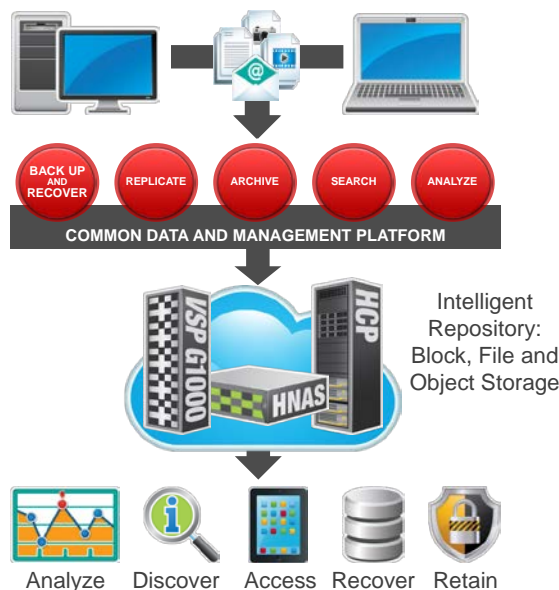 @
BACK UP
AND
RECOVER
REPLICATE
ARCHIVE
SEARCH
ANALYZE
COMMON DATA AND MANAGEMENT PLATFORM
VSP G1000
HNAS
HCP
Intelligent
Repository:
Block, File and
Object Storage
i
Analyze
Discover
Access
Recover
Retain